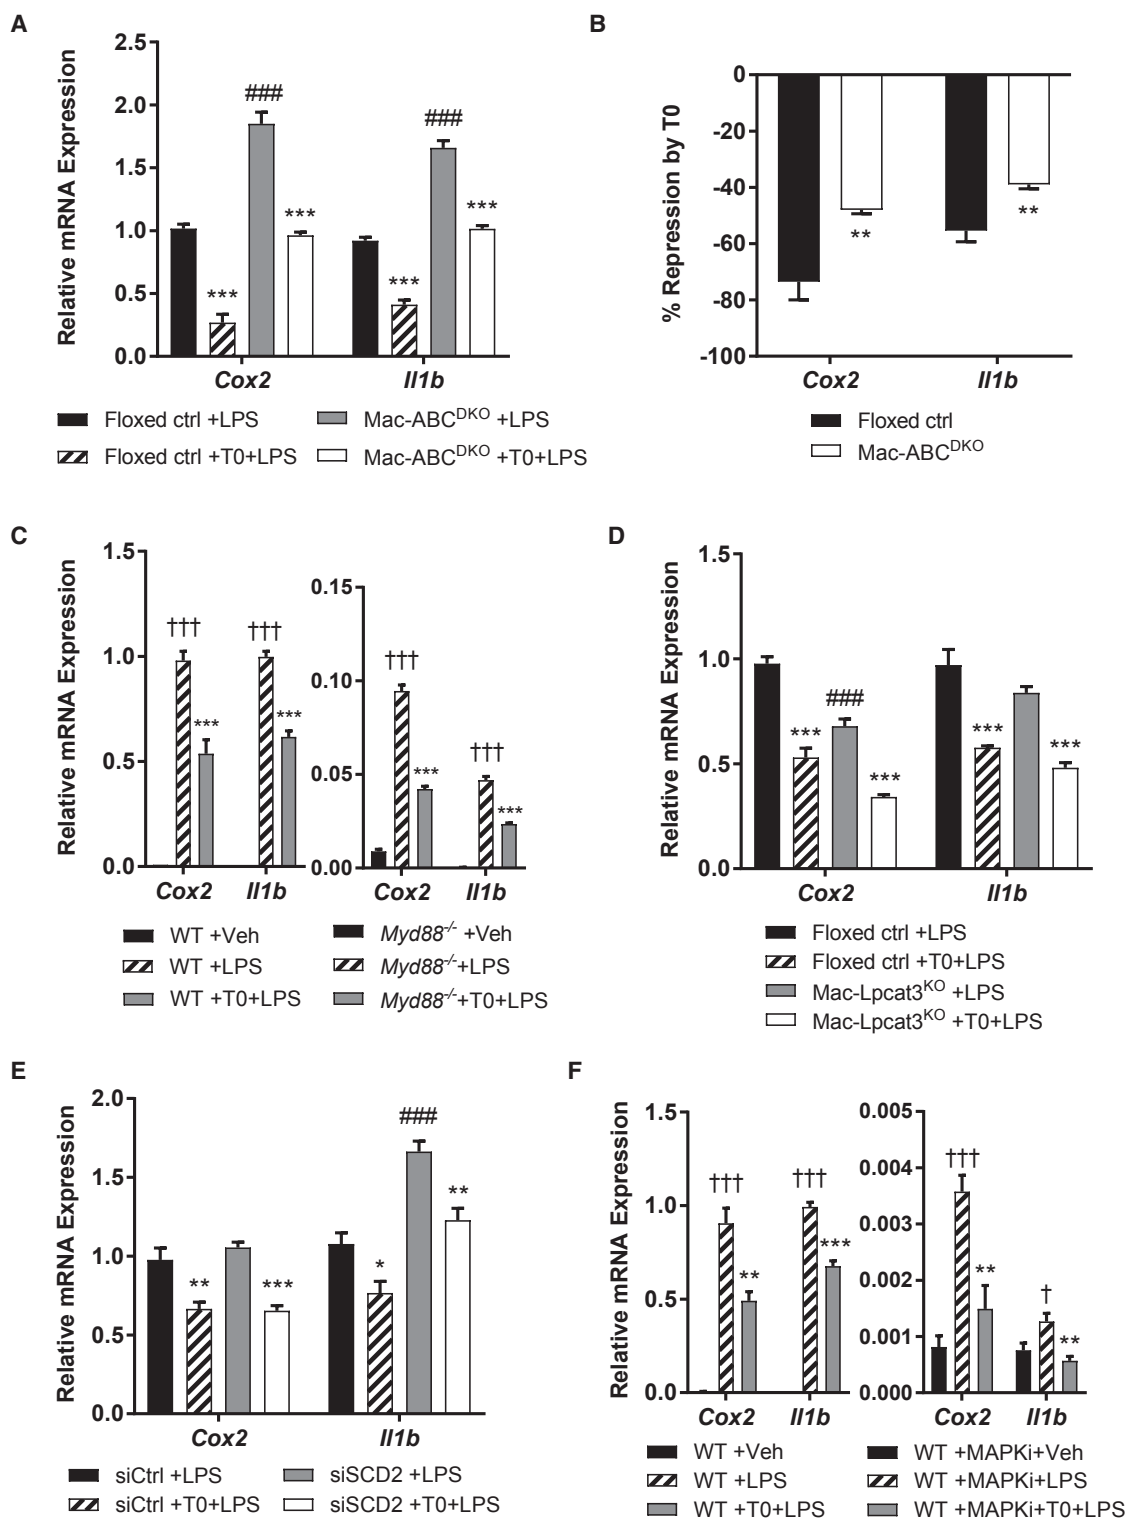 A
Relative mRNA Expression
2.5
2.0
1.5
1.0
0.5
0.0
###
***
***
###
***
***
Cox2
Il1b
Floxed ctrl +LPS
Floxed ctrl +T0+LPS
Mac-ABCDKO +LPS
Mac-ABCDKO +T0+LPS
B
% Repression by T0
0
-20
-40
-60
-80
-100
**
**
Cox2
Il1b
Floxed ctrl
Mac-ABCDKO
C
Relative mRNA Expression
1.5
1.0
0.5
0.0
†††
***
†††
***
Cox2
Il1b
WT +Veh
WT +LPS
WT +T0+LPS
0.15
0.10
0.05
0.00
†††
***
†††
***
Cox2
Il1b
Myd88-/- +Veh
Myd88-/-+LPS
Myd88-/-+T0+LPS
D
Relative mRNA Expression
1.5
1.0
0.5
0.0
***
###
***
***
***
Cox2
Il1b
Floxed ctrl +LPS
Floxed ctrl +T0+LPS
Mac-Lpcat3KO +LPS
Mac-Lpcat3KO +T0+LPS
E
Relative mRNA Expression
2.0
1.5
1.0
0.5
0.0
**
***
*
###
**
Cox2
Il1b
siCtrl +LPS
siCtrl +T0+LPS
siSCD2 +LPS
siSCD2 +T0+LPS
F
Relative mRNA Expression
1.5
1.0
0.5
0.0
†††
**
†††
***
Cox2
Il1b
WT +Veh
WT +LPS
WT +T0+LPS
0.005
0.004
0.003
0.002
0.001
0.000
†††
**
†
**
Cox2
Il1b
WT +MAPKi+Veh
WT +MAPKi+LPS
WT +MAPKi+T0+LPS